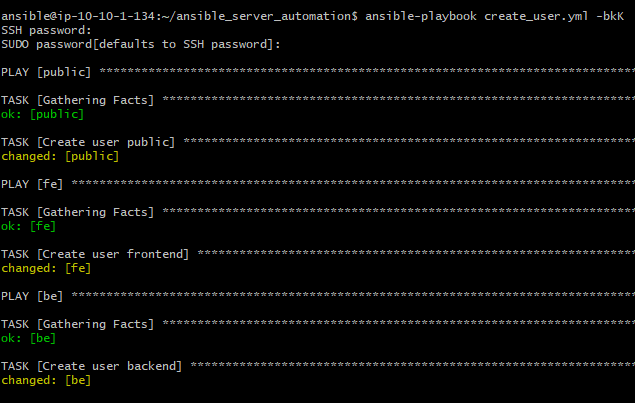 ansible@ip-10-10-1-134:~/ansible_server_automation$ ansible-playbook create_user.yml -bkK
SSH password:
SUDO password[defaults to SSH password]:
PLAY [public] *****************************************************************************
TASK [Gathering Facts] ********************************************************************
ok: [public]
TASK [Create user public] *****************************************************************
changed: [public]
PLAY [fe] *********************************************************************************
TASK [Gathering Facts] ********************************************************************
ok: [fe]
TASK [Create user frontend] ***************************************************************
changed: [fe]
PLAY [be] *********************************************************************************
TASK [Gathering Facts] ********************************************************************
ok: [be]
TASK [Create user backend] ****************************************************************
changed: [be]